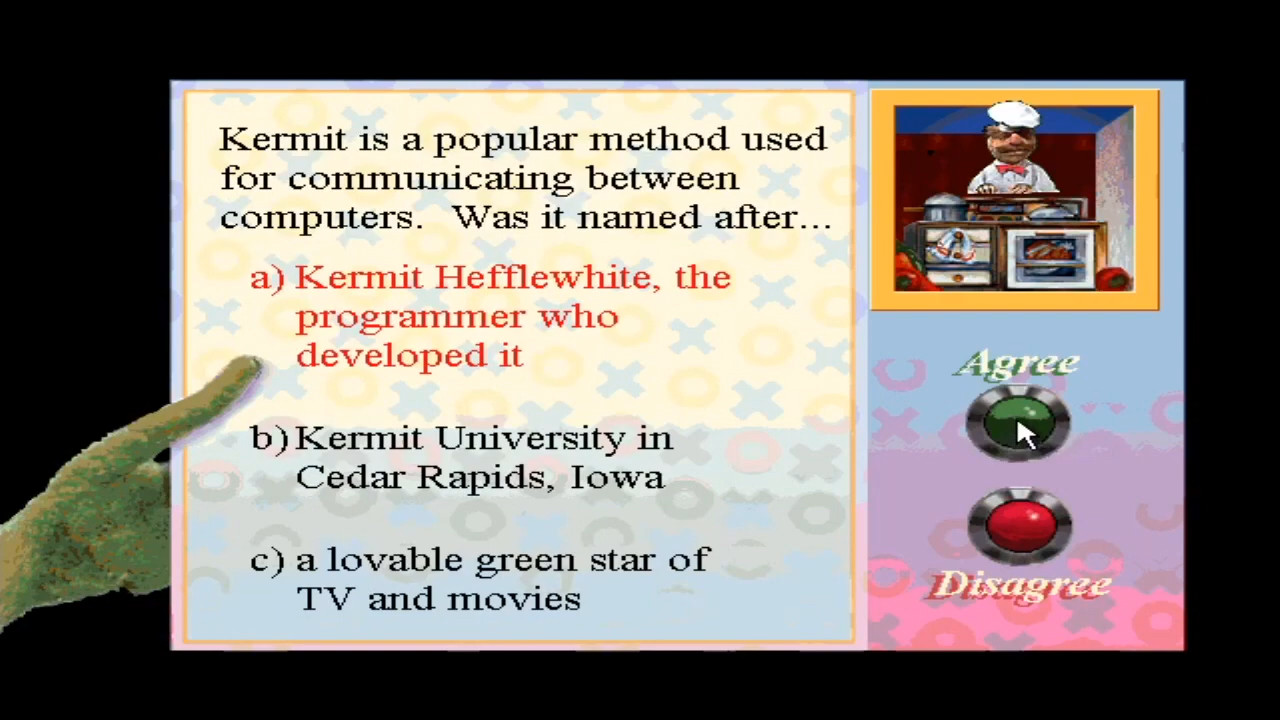 Kermit is a popular method used
for communicating between
computers. Was it named after...
a) Kermit Hefflewhite, the
programmer who
developed it
b) Kermit University in
Cedar Rapids, Iowa
c) a lovable green star of
TV and movies
Agree
Disagree